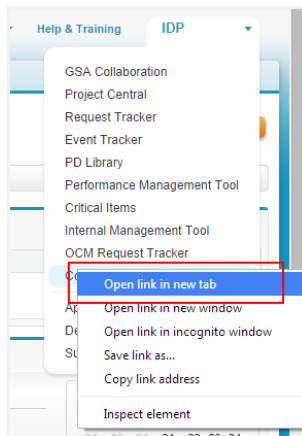 Help & Training IDP
GSA Collaboration
Project Central
Request Tracker
Event Tracker
PD Library
Performance Management Tool
Critical Items
Internal Management Tool
OCM Request Tracker
Open link in new tab
Open link in new window
Open link in incognito window
Save link as...
Copy link address
Inspect element